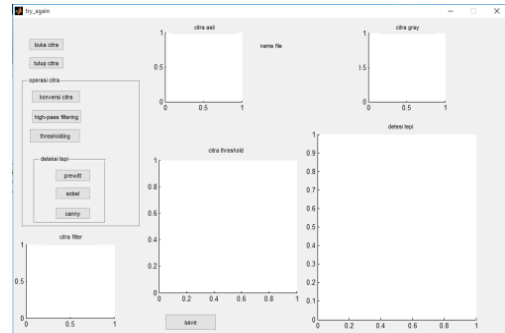 try_again
buka citra
tutup citra
operasi citra
konversi citra
high-pass filtering
thresholding
deteksi tepi
prewitt
sobel
canny
citra asli
1
0.5
0
0 0.5 1
nama file
citra gray
1
0.5
0
0 0.5 1
citra threshold
1
0.8
0.6
0.4
0.2
0
0 0.2 0.4 0.6 0.8 1
detesi tepi
1
0.9
0.8
0.7
0.6
0.5
0.4
0.3
0.2
0.1
0
0 0.2 0.4 0.6 0.8 1
citra filter
1
0.5
0
0 0.5 1
save